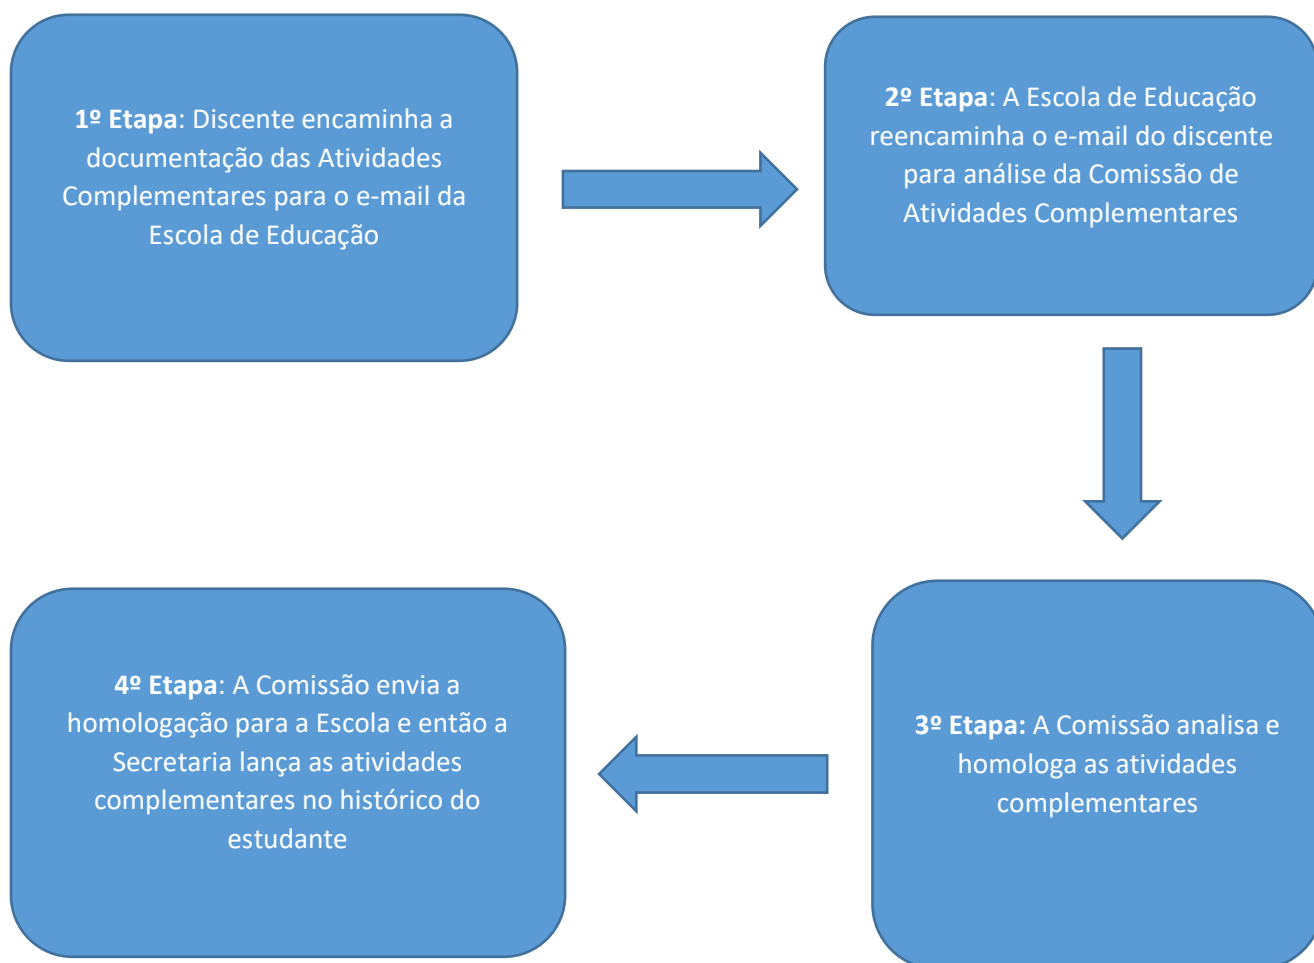 1º Etapa: Discente encaminha a
documentação das Atividades
Complementares para o e-mail da
Escola de Educação
2º Etapa: A Escola de Educação
reencaminha o e-mail do discente
para análise da Comissão de
Atividades Complementares
3º Etapa: A Comissão analisa e
homologa as atividades
complementares
4º Etapa: A Comissão envia a
homologação para a Escola e então a
Secretaria lança as atividades
complementares no histórico do
estudante